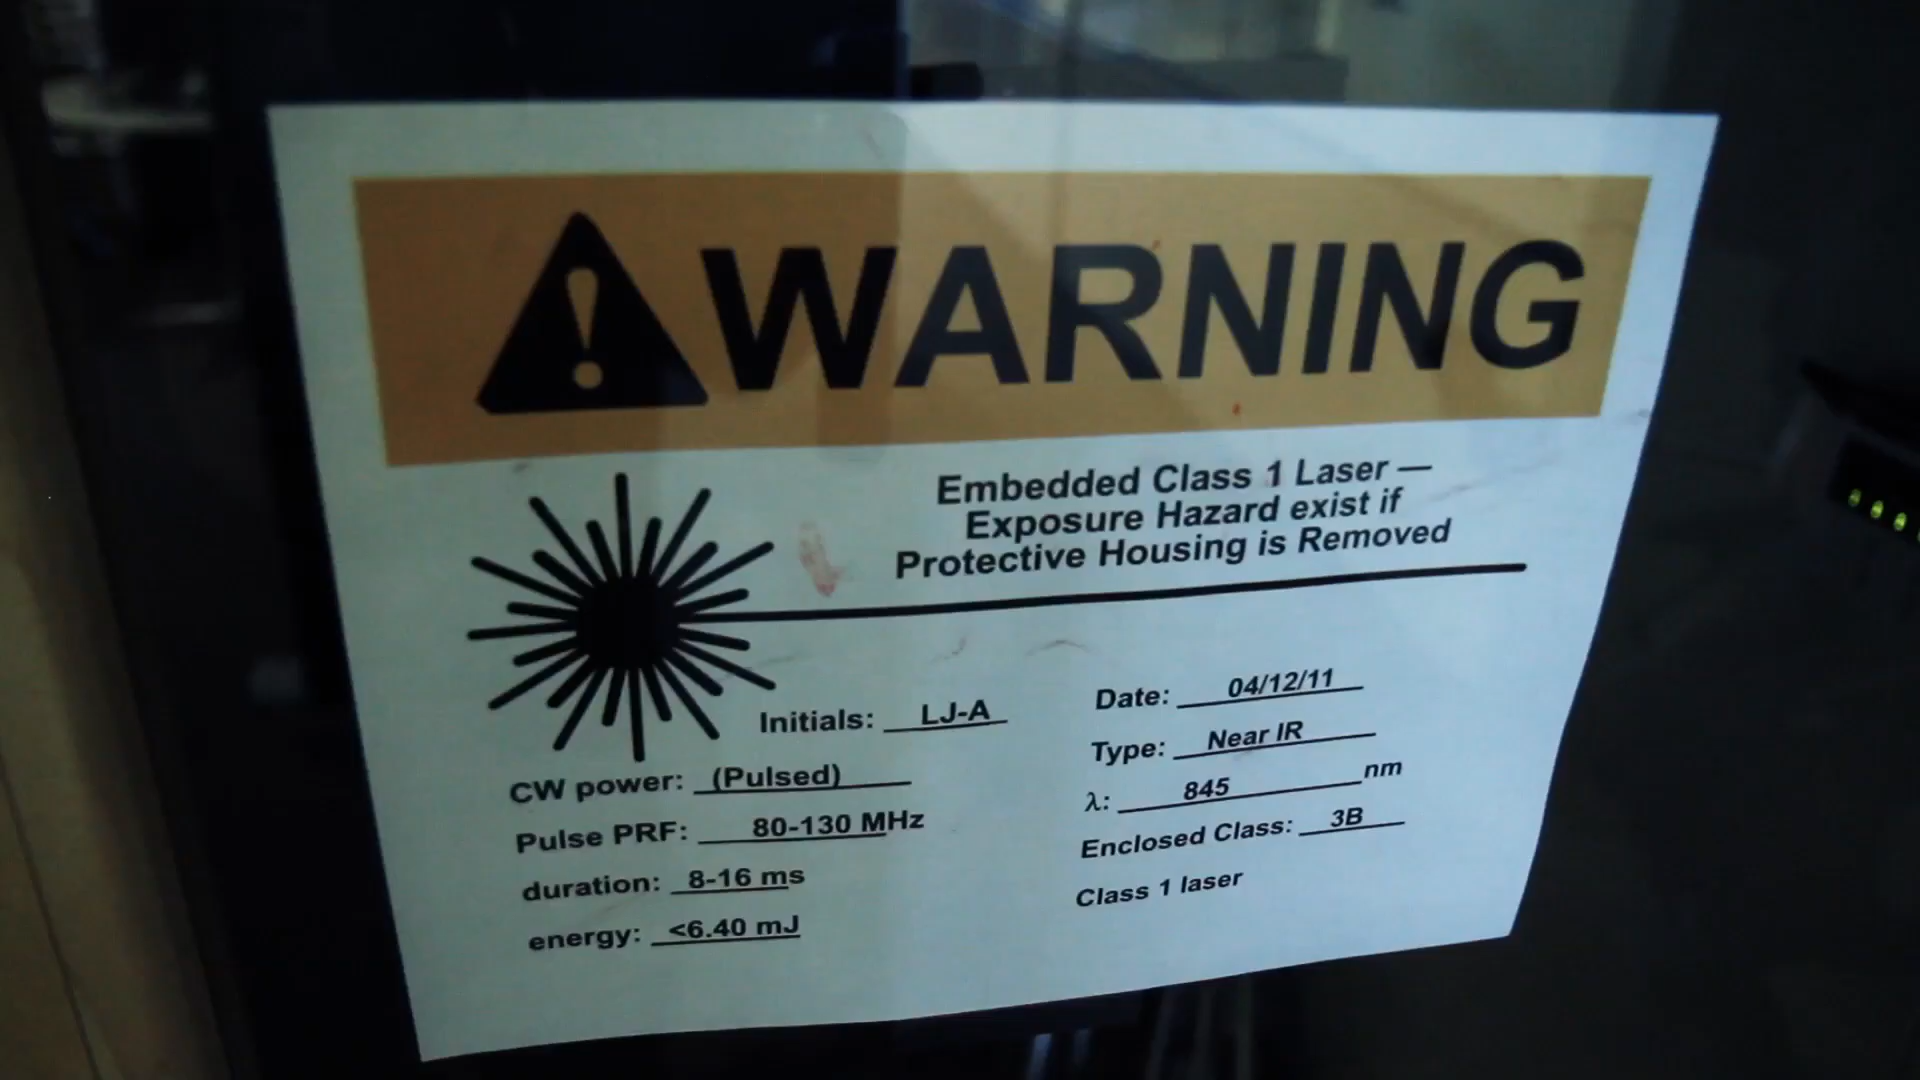 WARNING
Embedded Class 1 Laser —
Exposure Hazard exist if
Protective Housing is Removed
Initials: LJ-A
Date: 04/12/11
CW power: (Pulsed)
Type: Near IR
Pulse PRF: 80-130 MHz
λ: 845 nm
duration: 8-16 ms
Enclosed Class: 3B
energy: <6.40 mJ
Class 1 laser